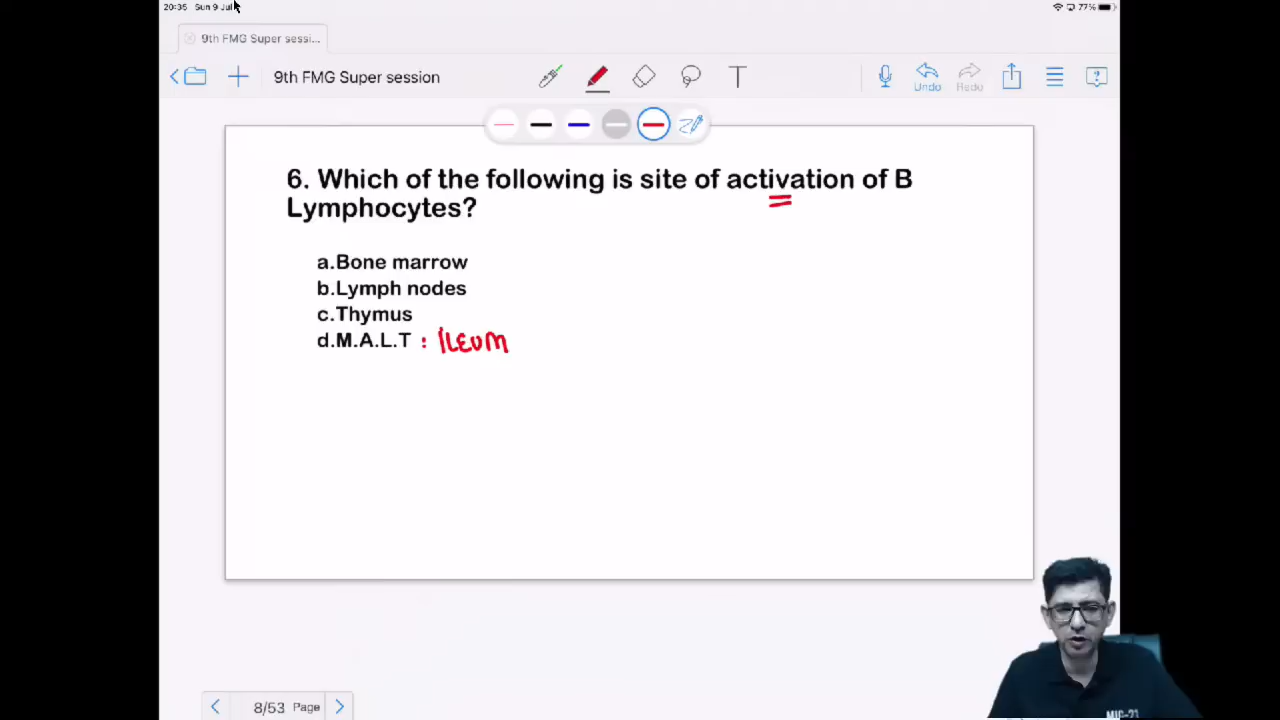 20:35 Sun 9 Jul
77%
9th FMG Super sessi...
9th FMG Super session
T
Undo
Redo
6. Which of the following is site of activation of B
Lymphocytes?
a.Bone marrow
b.Lymph nodes
c.Thymus
d.M.A.L.T : ILEUM
8/53 Page